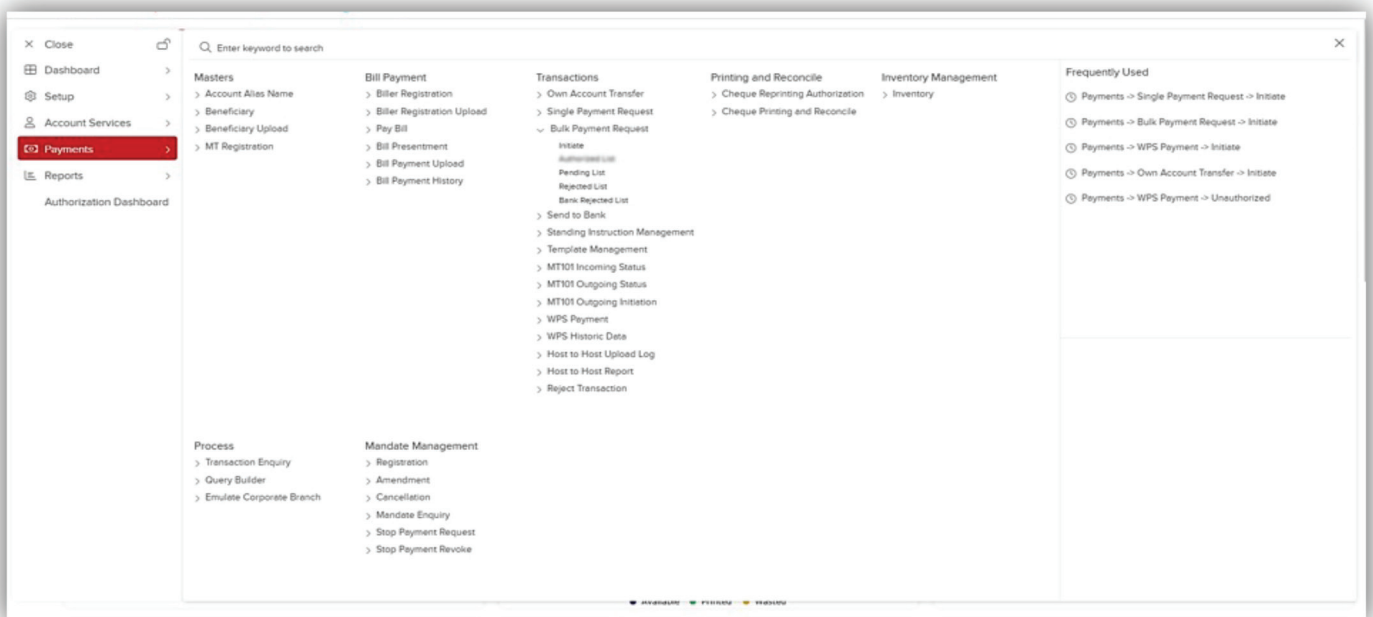 Close
Dashboard
Setup
Account Services
Payments
Reports
Authorization Dashboard
Enter keyword to search
Masters
Account Alias Name
Beneficiary
Beneficiary Upload
MT Registration
Bill Payment
Biller Registration
Biller Registration Upload
Pay Bill
Bill Presentment
Bill Payment Upload
Bill Payment History
Transactions
Own Account Transfer
Single Payment Request
Bulk Payment Request
Initiate
Authorized List
Pending List
Rejected List
Bank Rejected List
Send to Bank
Standing Instruction Management
Template Management
MT101 Incoming Status
MT101 Outgoing Status
MT101 Outgoing Initiation
WPS Payment
WPS Historic Data
Host to Host Upload Log
Host to Host Report
Reject Transaction
Printing and Reconcile
Cheque Reprinting Authorization
Cheque Printing and Reconcile
Inventory Management
Inventory
Process
Transaction Enquiry
Query Builder
Emulate Corporate Branch
Mandate Management
Registration
Amendment
Cancellation
Mandate Enquiry
Stop Payment Request
Stop Payment Revoke
Frequently Used
Payments -> Single Payment Request -> Initiate
Payments -> Bulk Payment Request -> Initiate
Payments -> WPS Payment -> Initiate
Payments -> Own Account Transfer -> Initiate
Payments -> WPS Payment -> Unauthorized
Available Printed Wasted